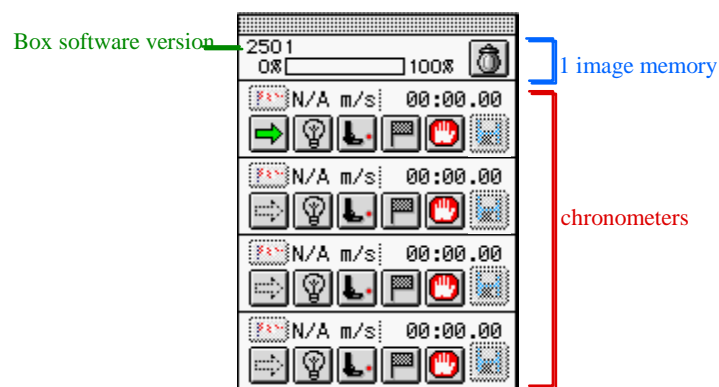 Box software version
2501
0% 100%
1 image memory
N/A m/s 00:00.00
chronometers
N/A m/s 00:00.00
N/A m/s 00:00.00
N/A m/s 00:00.00